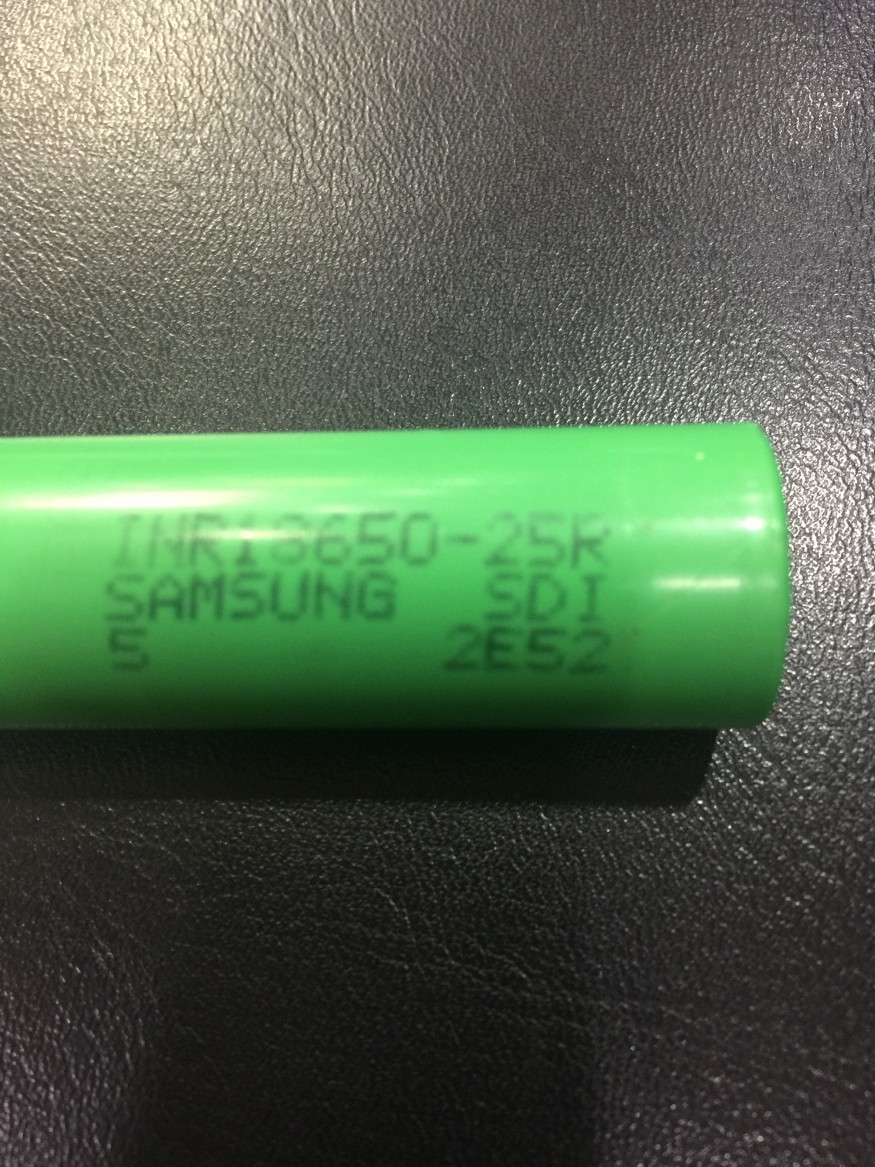 INR18650-25R
SAMSUNG SDI
5 2E52